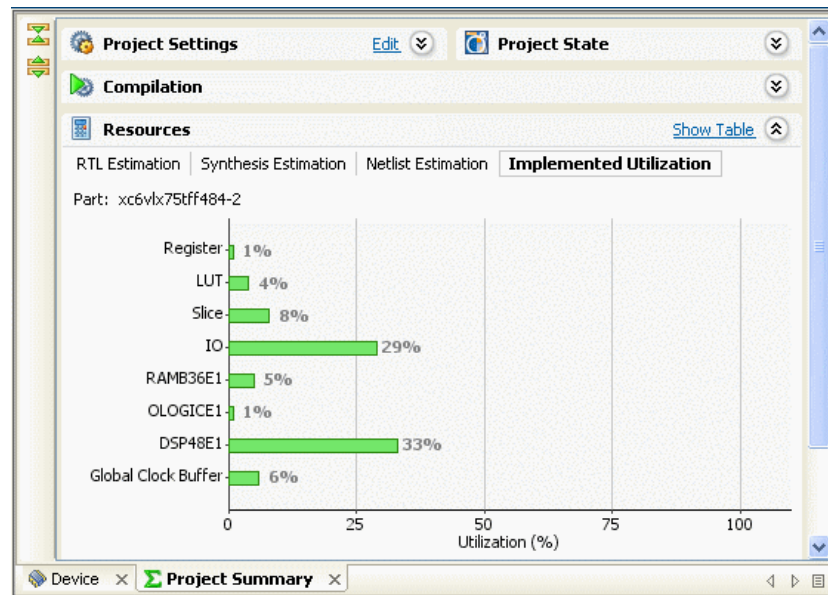 Project Settings Edit Project State
Compilation
Resources Show Table
RTL Estimation Synthesis Estimation Netlist Estimation Implemented Utilization
Part: xc6vlx75tff484-2
Register 1%
LUT 4%
Slice 8%
IO 29%
RAMB36E1 5%
OLOGICE1 1%
DSP48E1 33%
Global Clock Buffer 6%
0 25 50 75 100
Utilization (%)
Device Project Summary